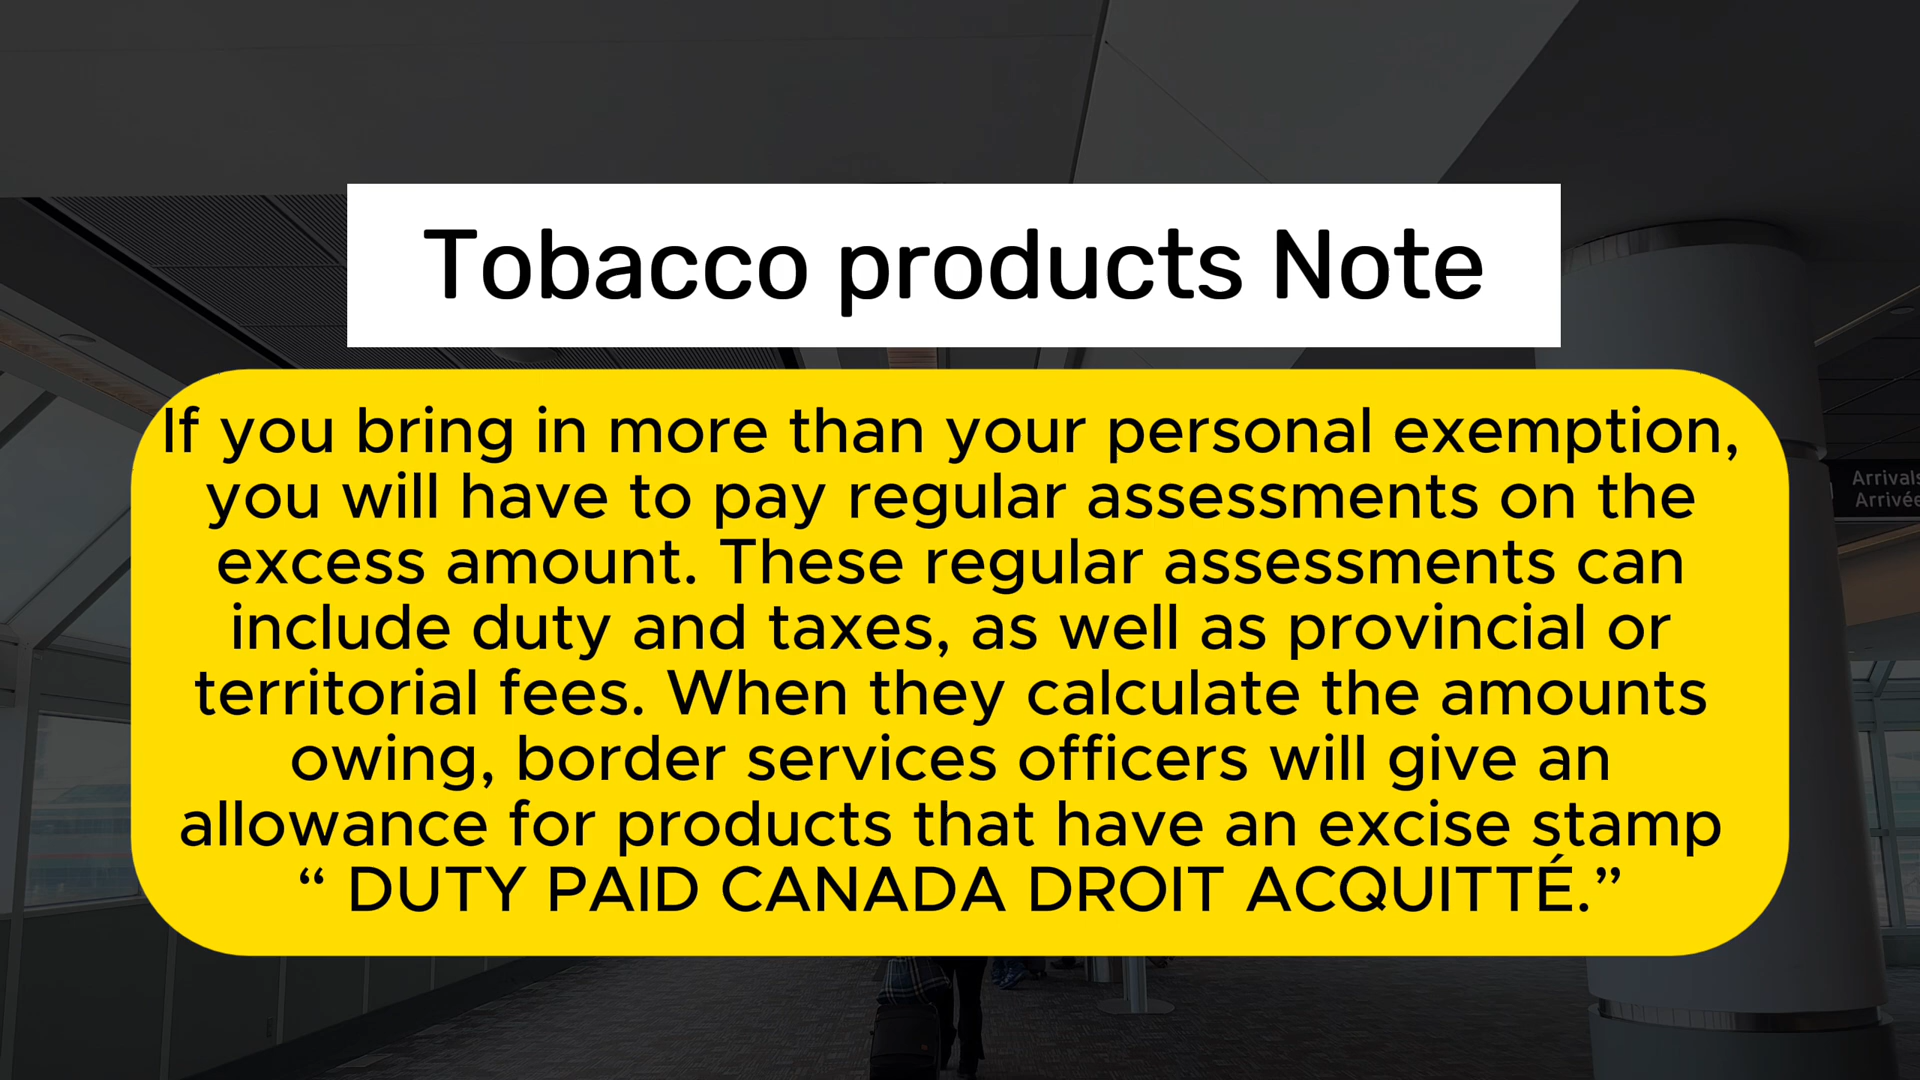 Tobacco products Note
If you bring in more than your personal exemption,
you will have to pay regular assessments on the
excess amount. These regular assessments can
include duty and taxes, as well as provincial or
territorial fees. When they calculate the amounts
owing, border services officers will give an
allowance for products that have an excise stamp
“ DUTY PAID CANADA DROIT ACQUITTÉ.”
Arrivals
Arrivée